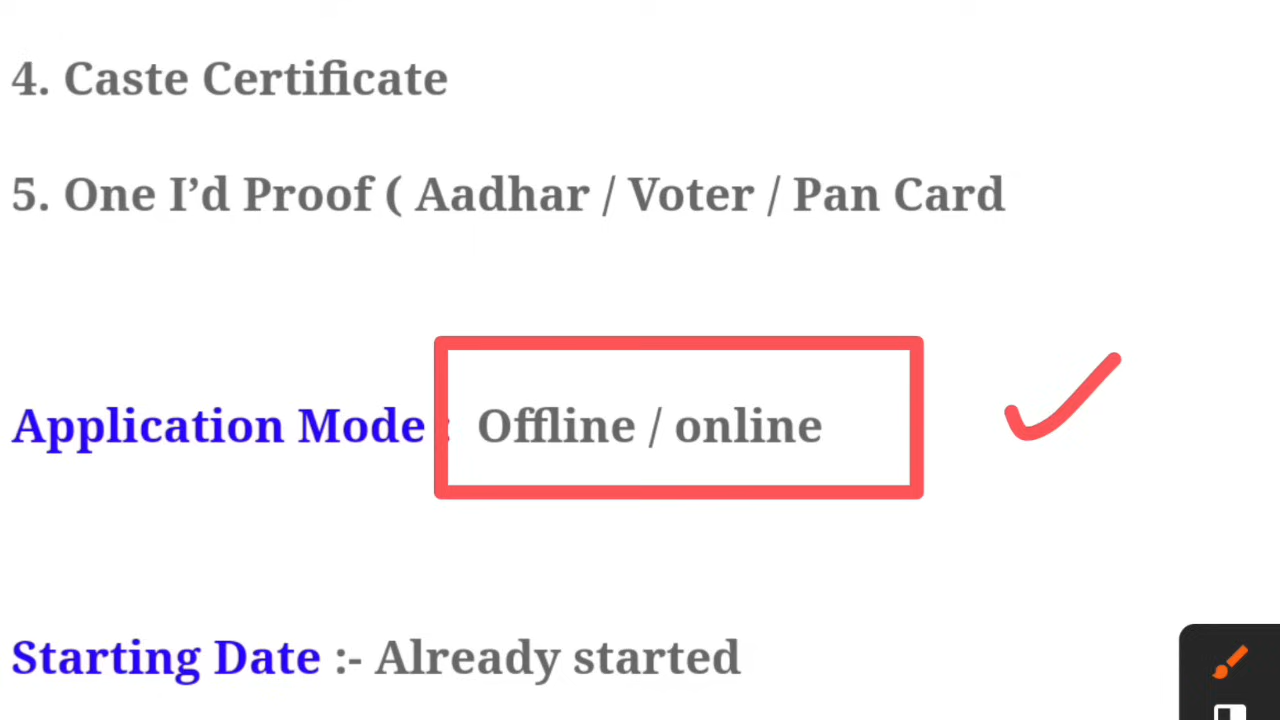 4. Caste Certificate
5. One I’d Proof ( Aadhar / Voter / Pan Card
Application Mode : Offline / online
Starting Date :- Already started